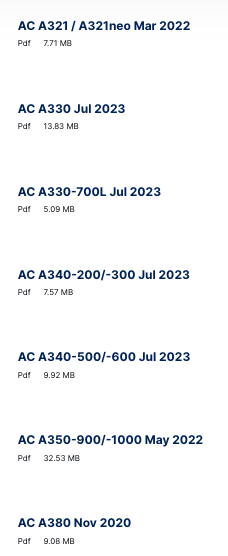 AC A321 / A321neo Mar 2022
Pdf 7.71 MB
AC A330 Jul 2023
Pdf 13.83 MB
AC A330-700L Jul 2023
Pdf 5.09 MB
AC A340-200/-300 Jul 2023
Pdf 7.57 MB
AC A340-500/-600 Jul 2023
Pdf 9.92 MB
AC A350-900/-1000 May 2022
Pdf 32.53 MB
AC A380 Nov 2020
Pdf 9.08 MB